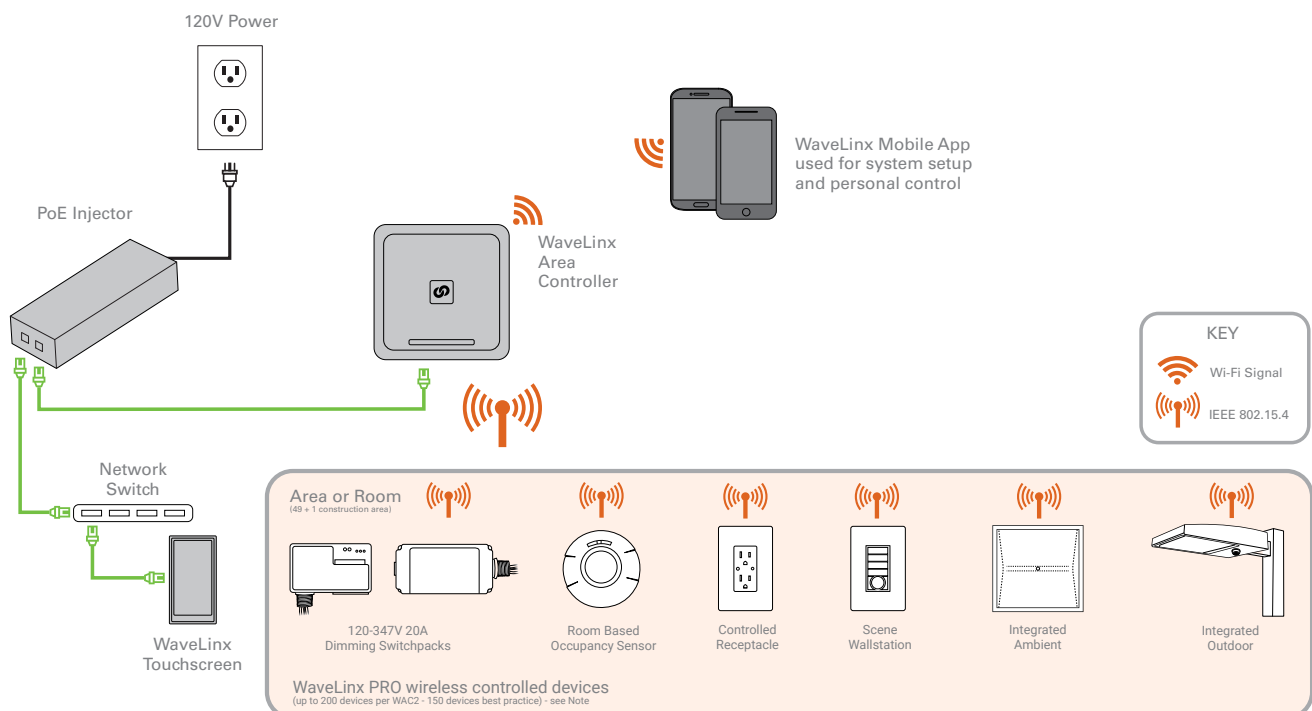 120V Power
PoE Injector
WaveLinx
Area
Controller
WaveLinx Mobile App
used for system setup
and personal control
KEY
Wi-Fi Signal
IEEE 802.15.4
Network
Switch
WaveLinx
Touchscreen
Area or Room
(49 + 1 construction area)
120-347V 20A
Dimming Switchpacks
Room Based
Occupancy Sensor
Controlled
Receptacle
Scene
Wallstation
Integrated
Ambient
Integrated
Outdoor
WaveLinx PRO wireless controlled devices
(up to 200 devices per WAC2 - 150 devices best practice) - see Note